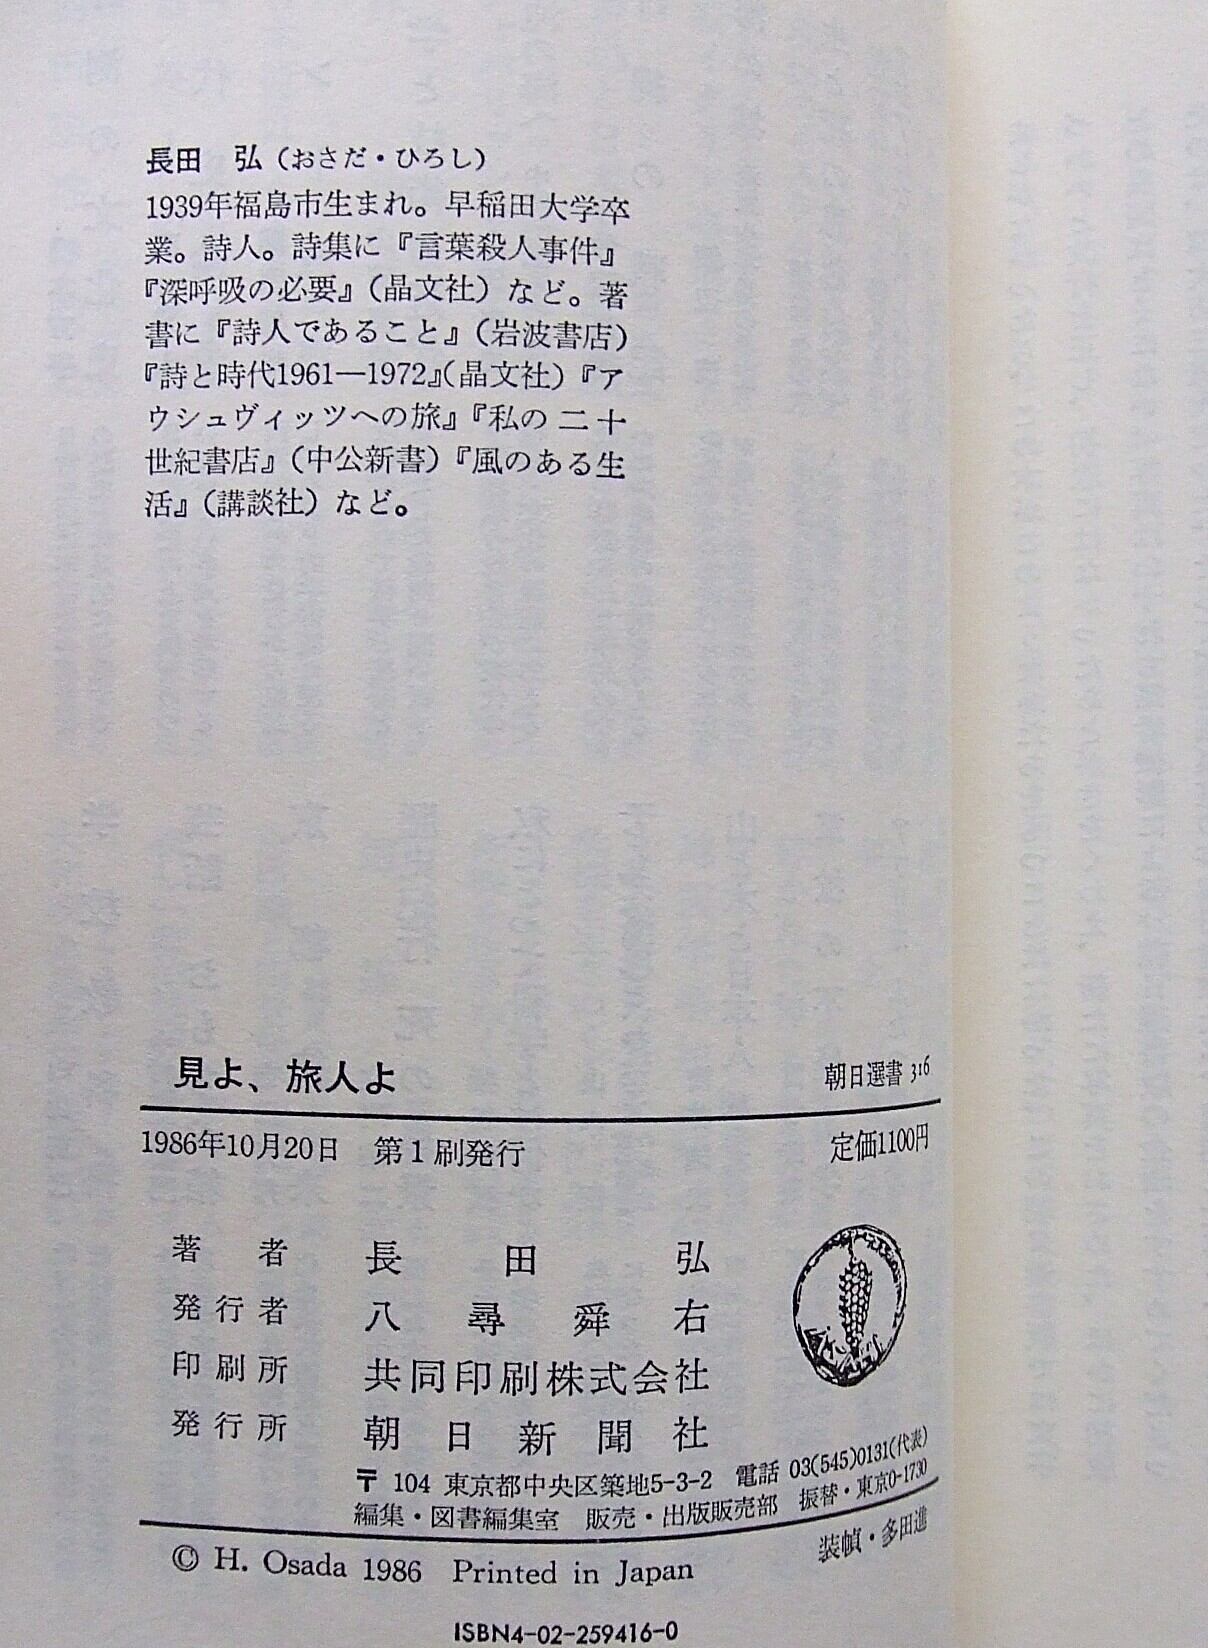 長田　弘（おさだ・ひろし）
1939年福島市生まれ。早稲田大学卒
業。詩人。詩集に『言葉殺人事件』
『深呼吸の必要』（晶文社）など。著
書に『詩人であること』（岩波書店）
『詩と時代1961―1972』（晶文社）『ア
ウシュヴィッツへの旅』『私の二十
世紀書店』（中公新書）『風のある生
活』（講談社）など。
見よ、旅人よ　朝日選書 316
1986年10月20日　第1刷発行　定価1100円
著者　長田弘
発行者　八尋舜右
印刷所　共同印刷株式会社
発行所　朝日新聞社
〒 104 東京都中央区築地5-3-2　電話 03(545)0131(代表)
編集・図書編集室　販売・出版販売部　振替・東京0-1730
装幀・多田進
© H. Osada 1986　Printed in Japan
ISBN4-02-259416-0